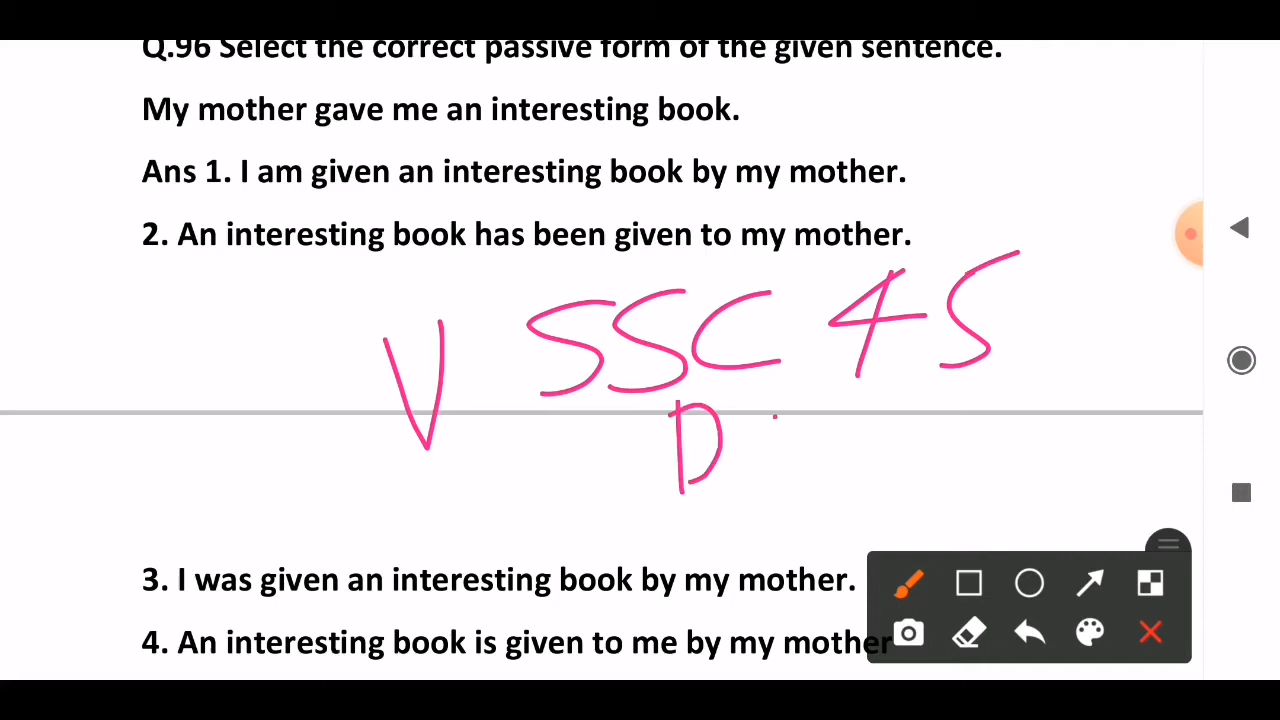 Q.96 Select the correct passive form of the given sentence.
My mother gave me an interesting book.
Ans 1. I am given an interesting book by my mother.
2. An interesting book has been given to my mother.
V SSC 45
D
3. I was given an interesting book by my mother.
4. An interesting book is given to me by my mother